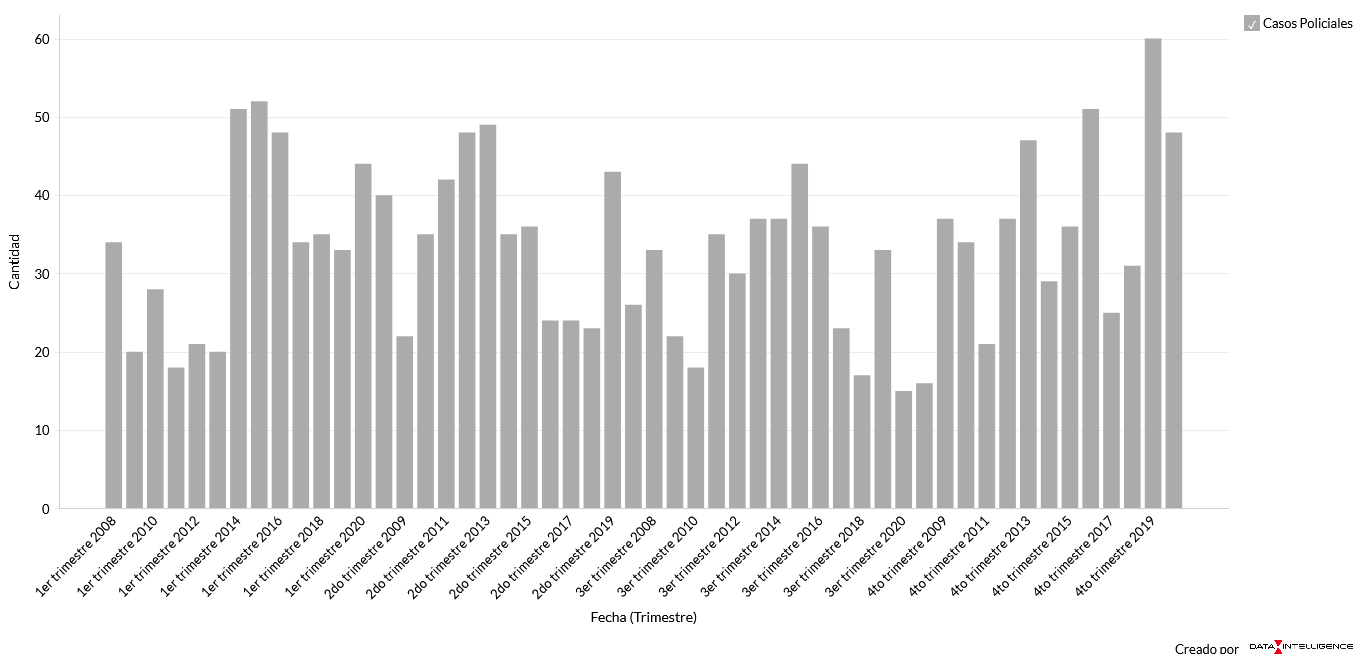 Casos Policiales
60
50
40
30
20
10
0
Cantidad
1er trimestre 2008
1er trimestre 2010
1er trimestre 2012
1er trimestre 2014
1er trimestre 2016
1er trimestre 2018
1er trimestre 2020
2do trimestre 2009
2do trimestre 2011
2do trimestre 2013
2do trimestre 2015
2do trimestre 2017
2do trimestre 2019
3er trimestre 2008
3er trimestre 2010
3er trimestre 2012
3er trimestre 2014
3er trimestre 2016
3er trimestre 2018
3er trimestre 2020
4to trimestre 2009
4to trimestre 2011
4to trimestre 2013
4to trimestre 2015
4to trimestre 2017
4to trimestre 2019
Fecha (Trimestre)
Creado por DATA INTELLIGENCE